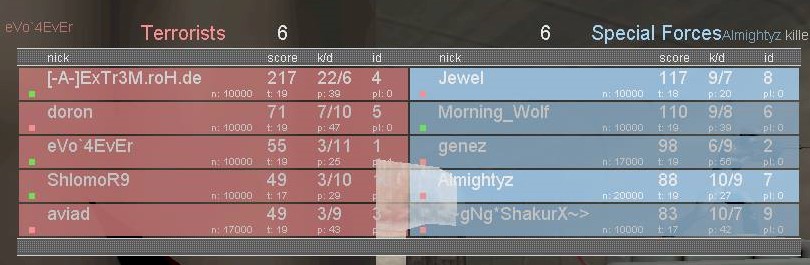 eVo`4EvEr
Terrorists 6
6 Special Forces Almightyz kille
nick score k/d id
nick score k/d id
[-A-]ExTr3M.roH.de 217 22/6 4
n: 10000 t: 19 p: 39 pl: 0
Jewel 117 9/7 8
n: 10000 t: 18 p: 20 pl: 0
doron 71 7/10 5
n: 10000 t: 19 p: 47 pl: 0
Morning_Wolf 110 9/8 6
n: 10000 t: 19 p: 39 pl: 0
eVo`4EvEr 55 3/11 1
n: 10000 t: 19 p: 25
genez 98 6/9 2
n: 17000 t: 19 p: 56 pl: 0
ShlomoR9 49 3/10
n: 10000 t: 17 p: 29
Almightyz 88 10/9 7
n: 20000 t: 19 p: 27 pl: 0
aviad 49 3/9 3
n: 17000 t: 19 p: 43
~gNg*ShakurX~> 83 10/7 9
n: 10000 t: 17 p: 42 pl: 0